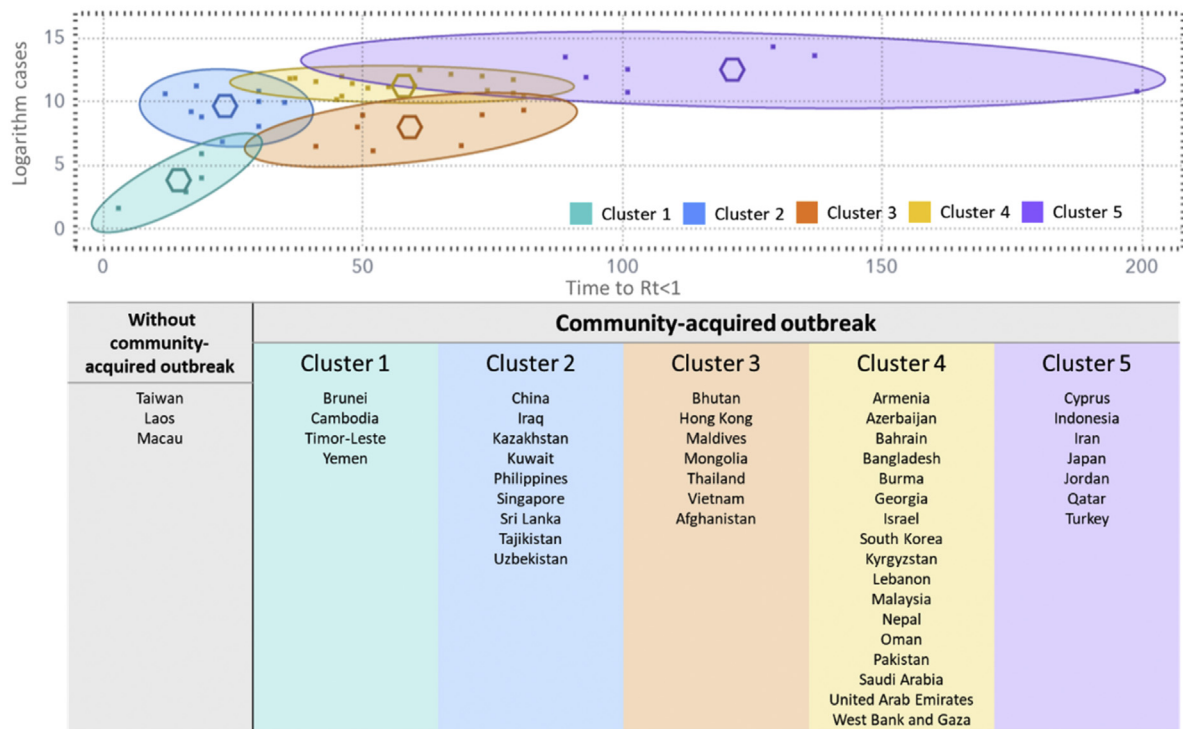 15
10
5
0
Logarithm cases
Cluster 1 Cluster 2 Cluster 3 Cluster 4 Cluster 5
0 50 100 150 200
Time to Rt<1
Without
community-
acquired outbreak
Community-acquired outbreak
Cluster 1 Cluster 2 Cluster 3 Cluster 4 Cluster 5
Taiwan
Laos
Macau
Brunei
Cambodia
Timor-Leste
Yemen
China
Iraq
Kazakhstan
Kuwait
Philippines
Singapore
Sri Lanka
Tajikistan
Uzbekistan
Bhutan
Hong Kong
Maldives
Mongolia
Thailand
Vietnam
Afghanistan
Armenia
Azerbaijan
Bahrain
Bangladesh
Burma
Georgia
Israel
South Korea
Kyrgyzstan
Lebanon
Malaysia
Nepal
Oman
Pakistan
Saudi Arabia
United Arab Emirates
West Bank and Gaza
Cyprus
Indonesia
Iran
Japan
Jordan
Qatar
Turkey